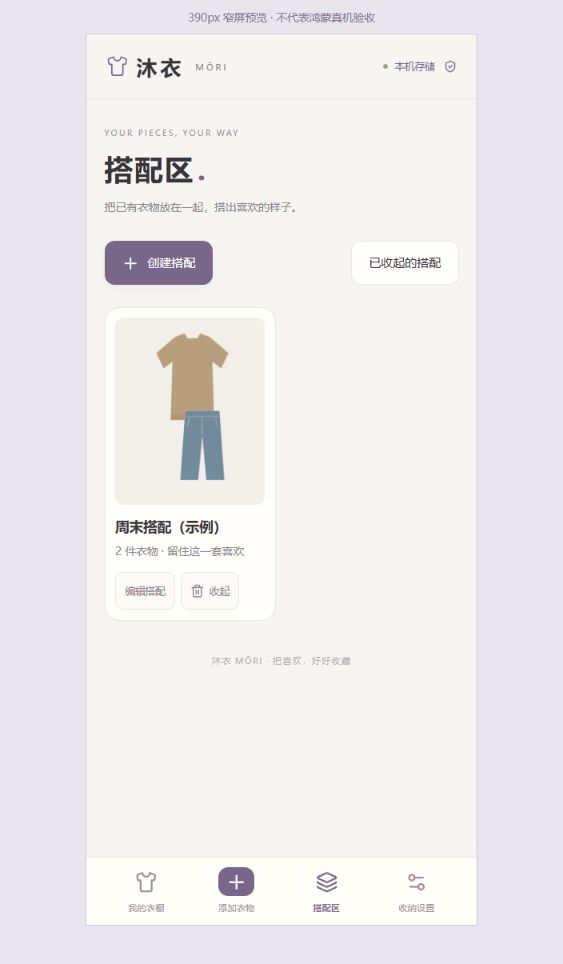 390px 窄屏预览 · 不代表鸿蒙真机验收
沐衣 MŌRI
本机存储
YOUR PIECES, YOUR WAY
搭配区.
把已有衣物放在一起，搭出喜欢的样子。
创建搭配
已收起的搭配
周末搭配（示例）
2 件衣物 · 留住这一套喜欢
编辑搭配
收起
沐衣 MŌRI · 把喜欢，好好收藏
我的衣橱
添加衣物
搭配区
收纳设置